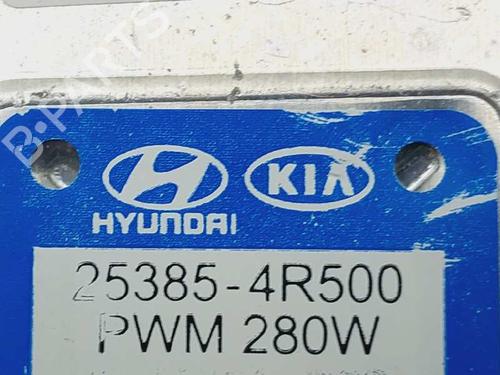 B-PARTS
HYUNDAI KIA
25385-4R500
PWM 280W